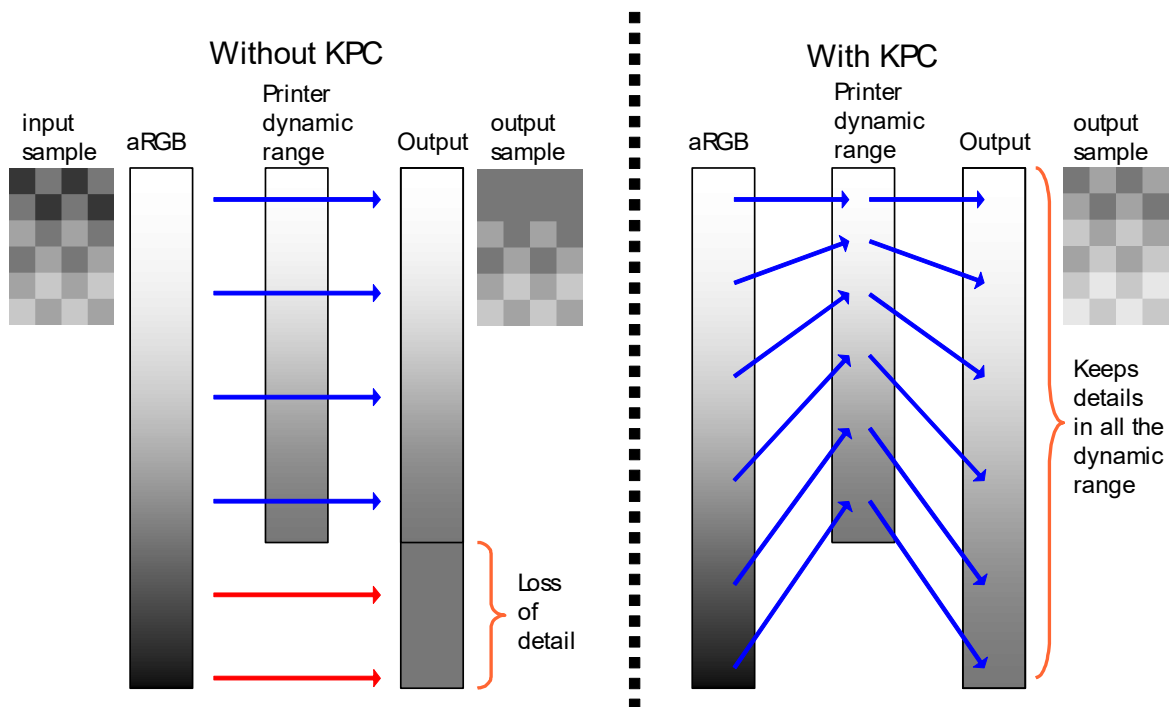 Without KPC
input
sample
aRGB
Printer
dynamic
range
Output
output
sample
Loss
of
detail
With KPC
aRGB
Printer
dynamic
range
Output
output
sample
Keeps
details
in all the
dynamic
range